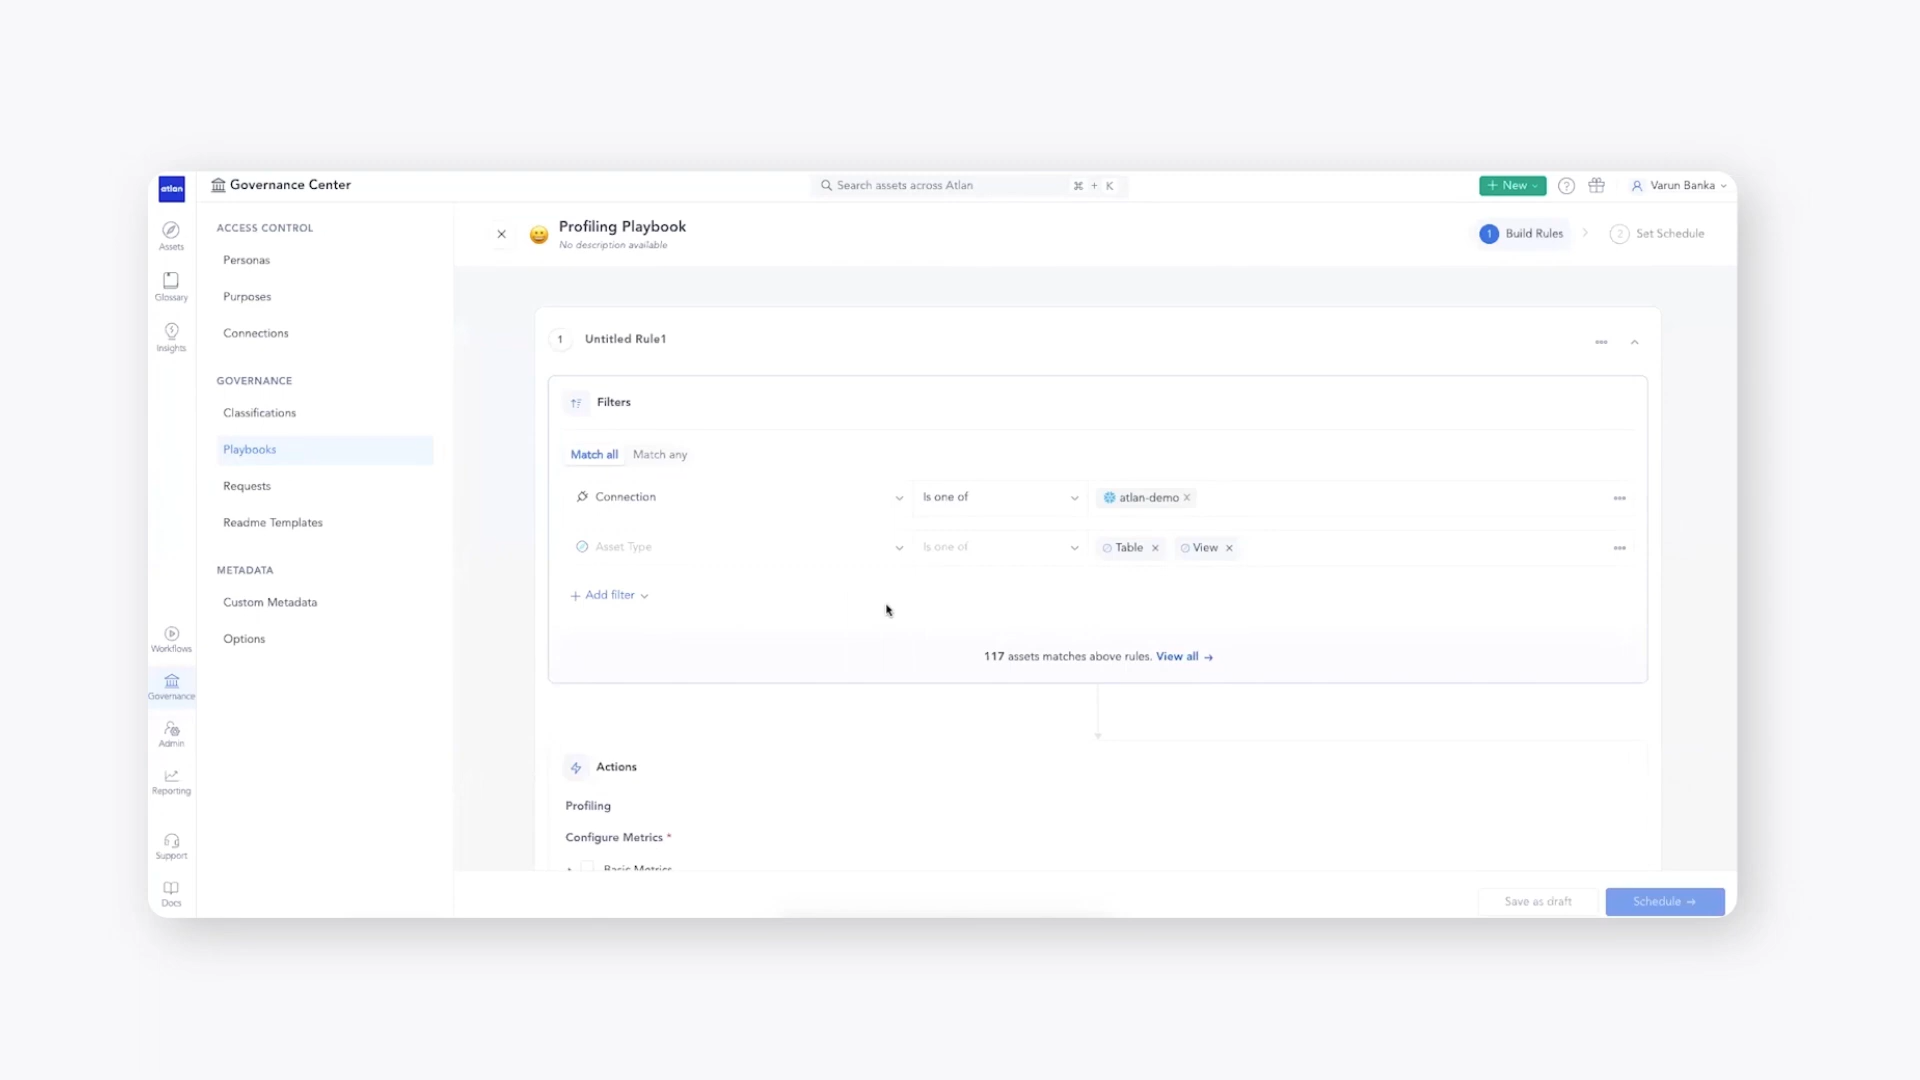 atlan
Governance Center
Search assets across Atlan
⌘ + K
+ New
?
Varun Banka
Assets
Glossary
Insights
Workflows
Governance
Admin
Reporting
Support
Docs
ACCESS CONTROL
Personas
Purposes
Connections
GOVERNANCE
Classifications
Playbooks
Requests
Readme Templates
METADATA
Custom Metadata
Options
Profiling Playbook
No description available
1 Build Rules
2 Set Schedule
1 Untitled Rule1
Filters
Match all Match any
Connection Is one of atlan-demo ×
Asset Type Is one of Table × View ×
+ Add filter
117 assets matches above rules. View all →
Actions
Profiling
Configure Metrics *
Basic Metrics
Save as draft Schedule →